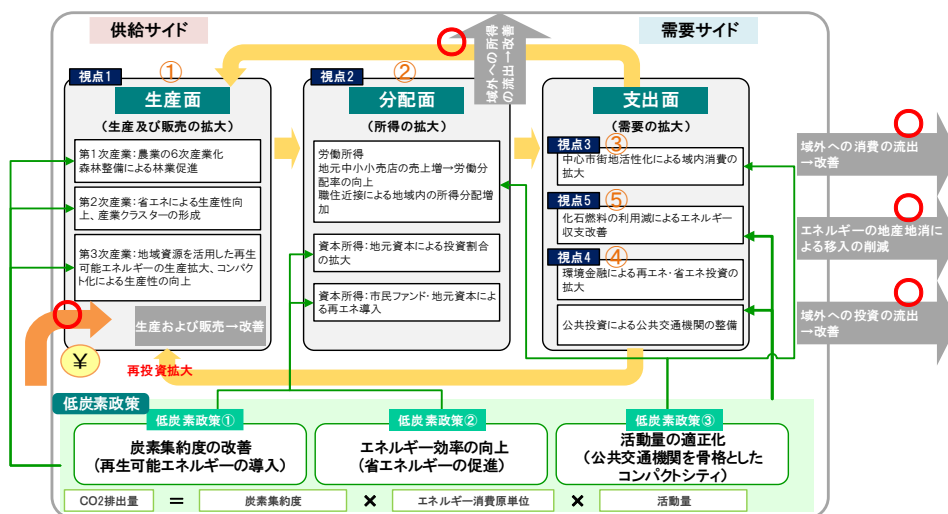 供給サイド
需要サイド
域外への所得
の流出→改善
視点1
①
生産面
(生産及び販売の拡大)
第1次産業:農業の6次産業化
森林整備による林業促進
第2次産業:省エネによる生産性向
上、産業クラスターの形成
第3次産業:地域資源を活用した再生
可能エネルギーの生産拡大、コンパク
ト化による生産性の向上
生産および販売→改善
¥
再投資拡大
視点2
②
分配面
(所得の拡大)
労働所得
地元中小小売店の売上増→労働分
配率の向上
職住近接による地域内の所得分配増
加
資本所得:地元資本による投資割合
の拡大
資本所得:市民ファンド・地元資本によ
る再エネ導入
支出面
(需要の拡大)
視点3
③
中心市街地活性化による域内消費の
拡大
視点5
⑤
化石燃料の利用減によるエネルギー
収支改善
視点4
④
環境金融による再エネ・省エネ投資の
拡大
公共投資による公共交通機関の整備
域外への消費の流出
→改善
エネルギーの地産地消に
よる移入の削減
域外への投資の流出
→改善
低炭素政策
低炭素政策①
炭素集約度の改善
(再生可能エネルギーの導入)
低炭素政策②
エネルギー効率の向上
(省エネルギーの促進)
低炭素政策③
活動量の適正化
(公共交通機関を骨格とした
コンパクトシティ)
CO2排出量 = 炭素集約度 × エネルギー消費原単位 × 活動量